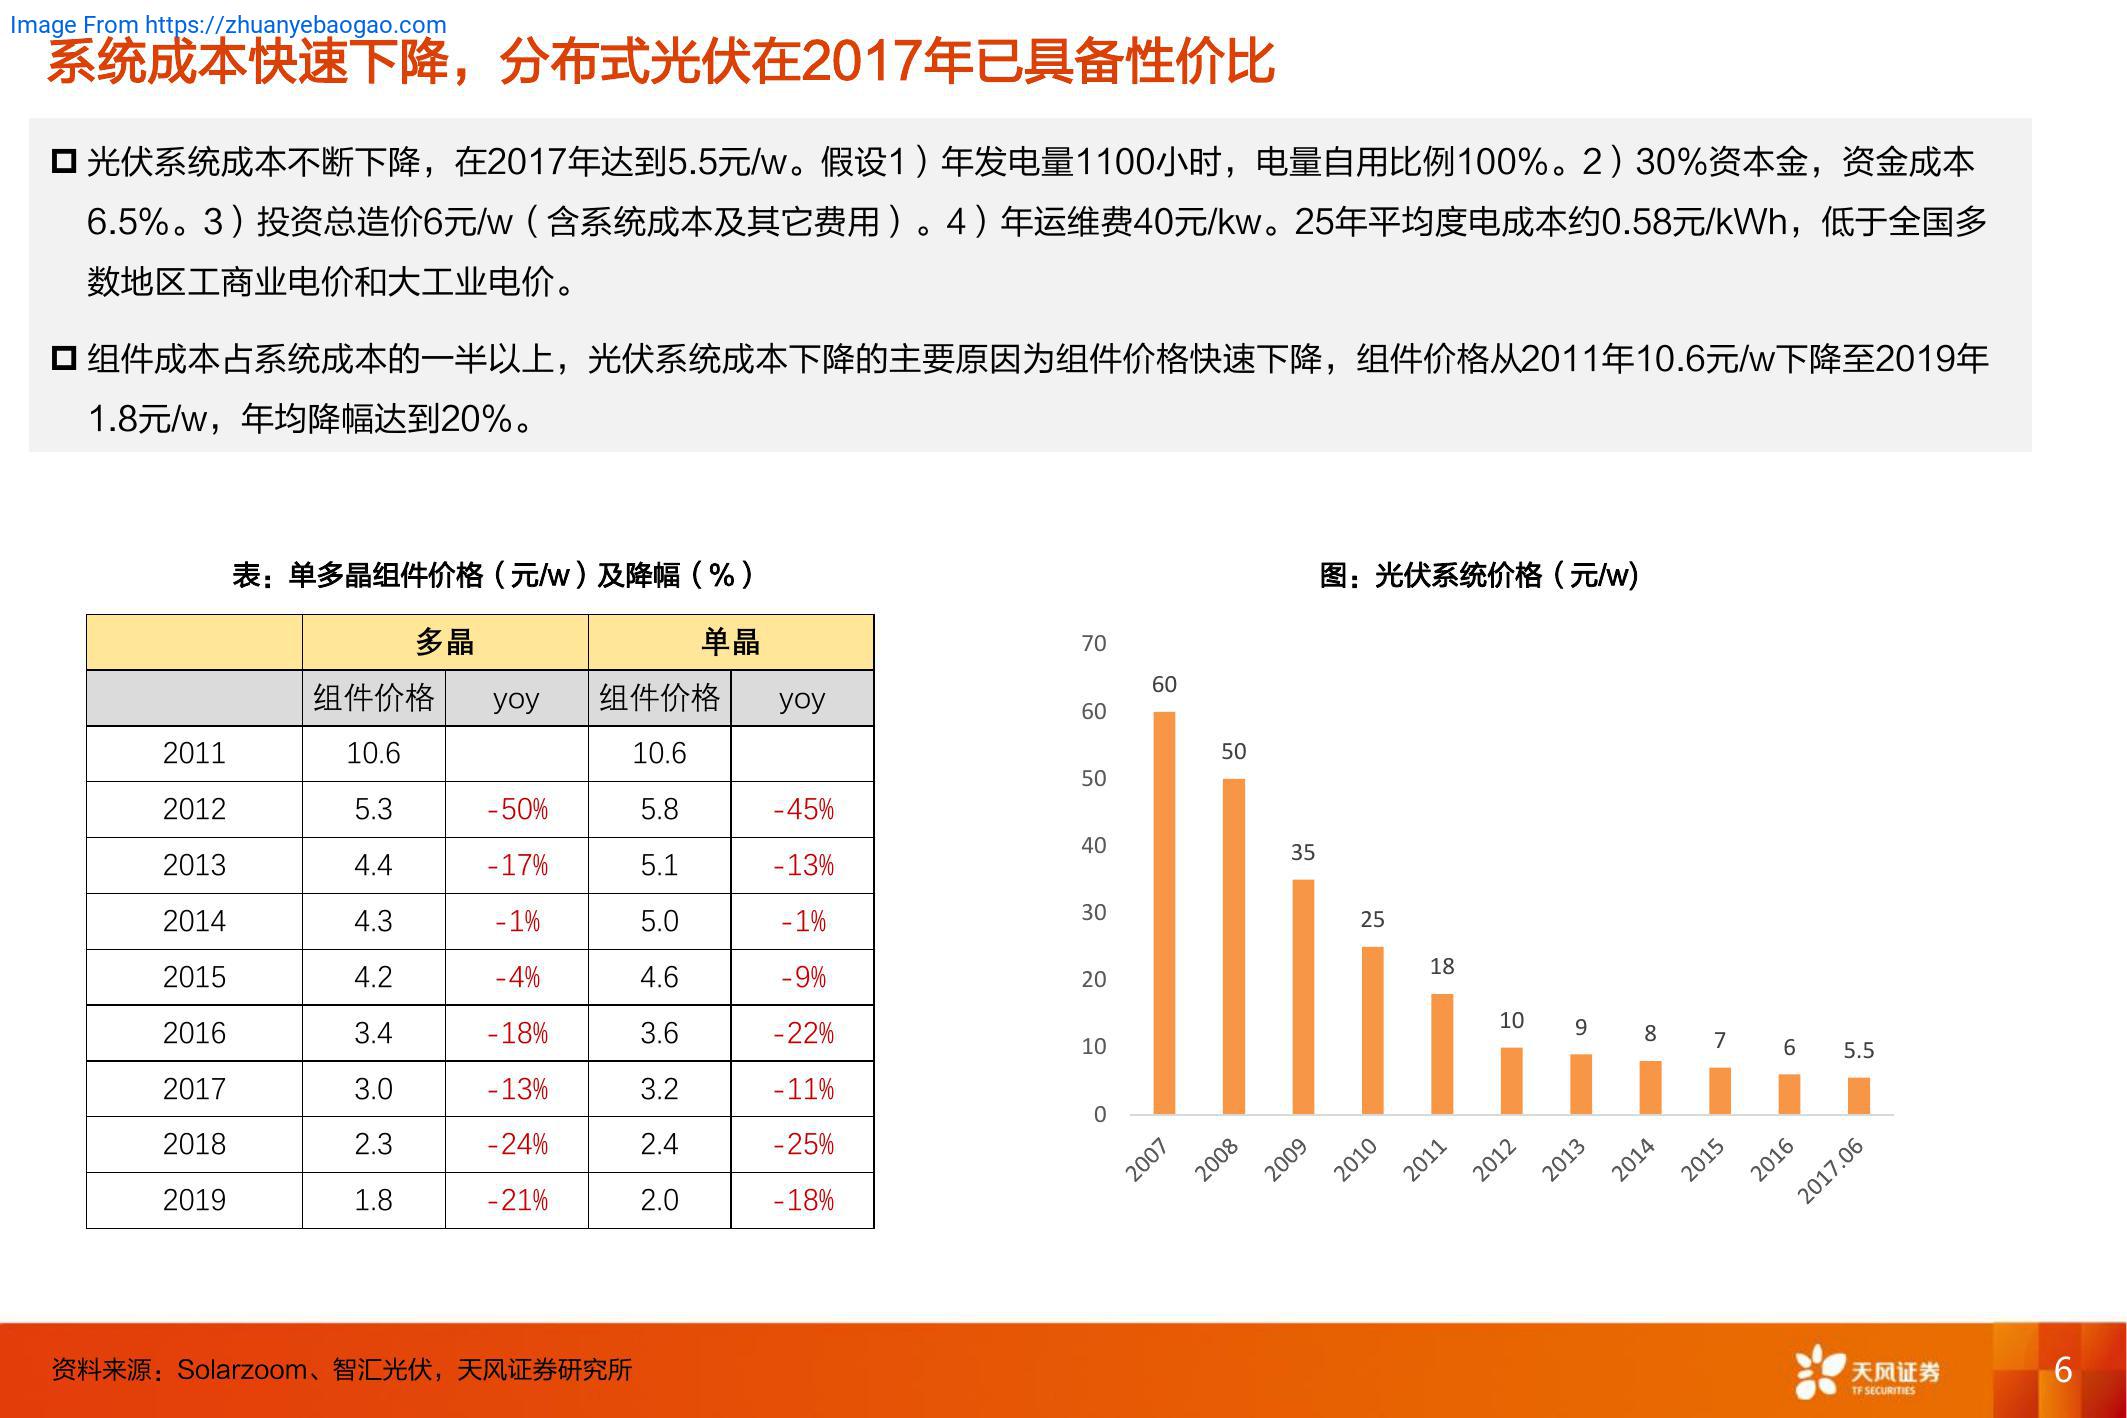 Image From https://zhuanyebaogao.com
系统成本快速下降，分布式光伏在2017年已具备性价比
光伏系统成本不断下降，在2017年达到5.5元/w。假设1）年发电量1100小时，电量自用比例100%。2）30%资本金，资金成本
6.5%。3）投资总造价6元/w（含系统成本及其它费用）。4）年运维费40元/kw。25年平均度电成本约0.58元/kWh，低于全国多
数地区工商业电价和大工业电价。
组件成本占系统成本的一半以上，光伏系统成本下降的主要原因为组件价格快速下降，组件价格从2011年10.6元/w下降至2019年
1.8元/w，年均降幅达到20%。
表：单多晶组件价格（元/w）及降幅（%）
多晶 单晶
组件价格 yoy 组件价格 yoy
2011 10.6 10.6
2012 5.3 -50% 5.8 -45%
2013 4.4 -17% 5.1 -13%
2014 4.3 -1% 5.0 -1%
2015 4.2 -4% 4.6 -9%
2016 3.4 -18% 3.6 -22%
2017 3.0 -13% 3.2 -11%
2018 2.3 -24% 2.4 -25%
2019 1.8 -21% 2.0 -18%
图：光伏系统价格（元/w)
70
60
50
40
30
20
10
0
60 50 35 25 18 10 9 8 7 6 5.5
2007 2008 2009 2010 2011 2012 2013 2014 2015 2016 2017.06
资料来源：Solarzoom、智汇光伏，天风证券研究所
天风证券
TF SECURITIES
6